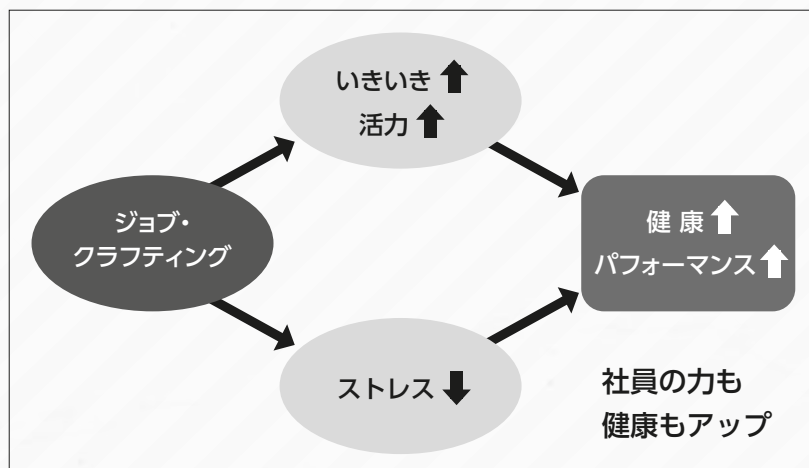 いきいき ⬆
活力 ⬆
ジョブ・
クラフティング
健 康 ⬆
パフォーマンス ⬆
ストレス ⬇
社員の力も
健康もアップ